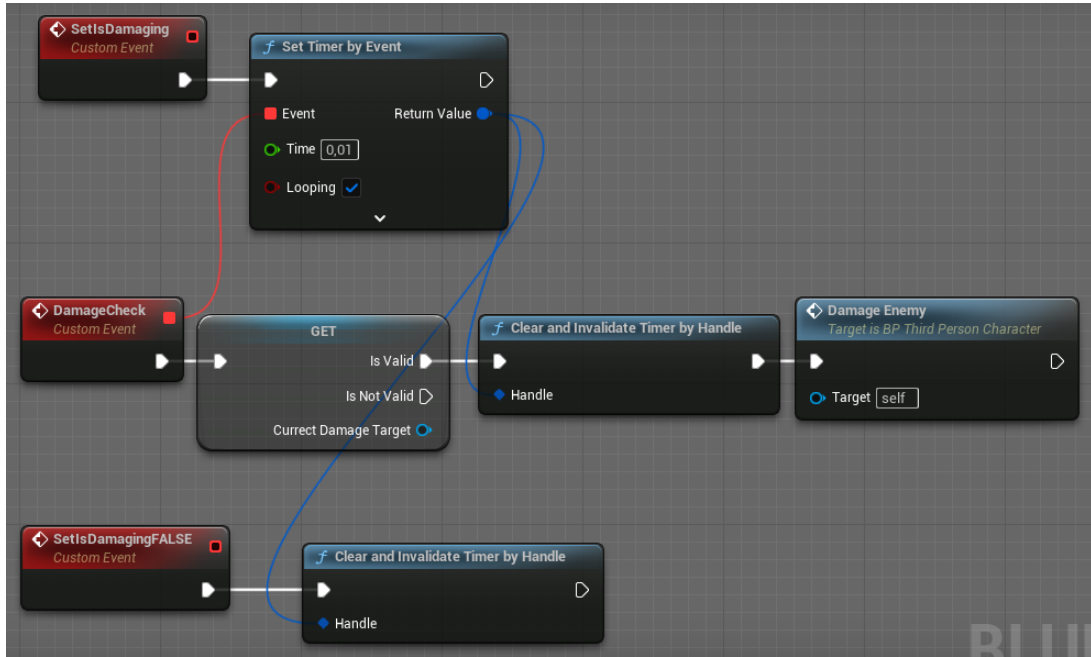 SetIsDamaging
Custom Event
f Set Timer by Event
Event Return Value
Time 0,01
Looping
DamageCheck
Custom Event
GET
Is Valid
Is Not Valid
Currect Damage Target
f Clear and Invalidate Timer by Handle
Handle
Damage Enemy
Target is BP Third Person Character
Target self
SetIsDamagingFALSE
Custom Event
f Clear and Invalidate Timer by Handle
Handle